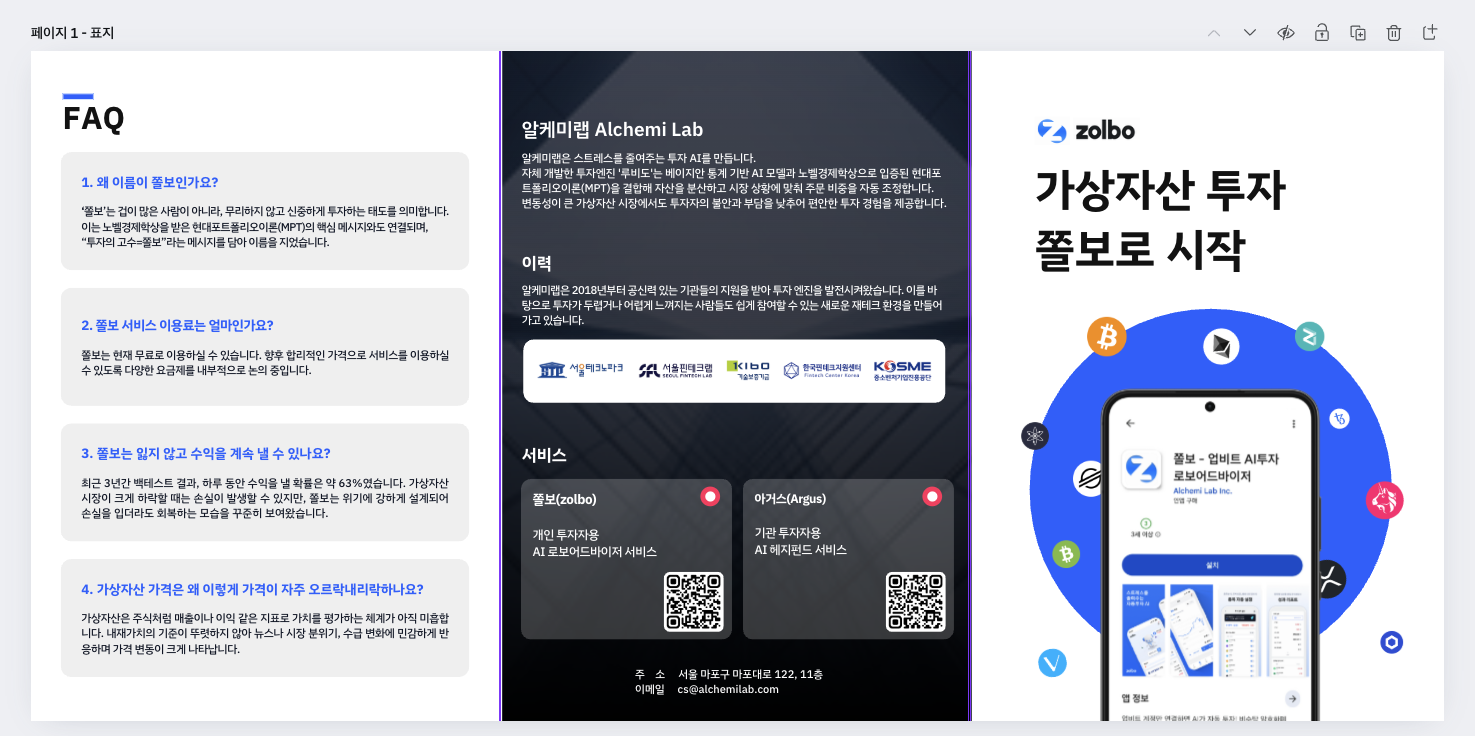 페이지 1 - 표지
FAQ
1. 왜 이름이 쫄보인가요?
‘쫄보’는 겁이 많은 사람이 아니라, 무리하지 않고 신중하게 투자하는 태도를 의미합니다.
이는 노벨경제학상을 받은 현대포트폴리오이론(MPT)의 핵심 메시지와도 연결되며,
“투자의 고수=쫄보”라는 메시지를 담아 이름을 지었습니다.
2. 쫄보 서비스 이용료는 얼마인가요?
쫄보는 현재 무료로 이용하실 수 있습니다. 향후 합리적인 가격으로 서비스를 이용하실
수 있도록 다양한 요금제를 내부적으로 논의 중입니다.
3. 쫄보는 잃지 않고 수익을 계속 낼 수 있나요?
최근 3년간 백테스트 결과, 하루 동안 수익을 낼 확률은 약 63%였습니다. 가상자산
시장이 크게 하락할 때는 손실이 발생할 수 있지만, 쫄보는 위기에 강하게 설계되어
손실을 입더라도 회복하는 모습을 꾸준히 보여왔습니다.
4. 가상자산 가격은 왜 이렇게 가격이 자주 오르락내리락하나요?
가상자산은 주식처럼 매출이나 이익 같은 지표로 가치를 평가하는 체계가 아직 미흡합
니다. 내재가치의 기준이 뚜렷하지 않아 뉴스나 시장 분위기, 수급 변화에 민감하게 반
응하며 가격 변동이 크게 나타납니다.
알케미랩 Alchemi Lab
알케미랩은 스트레스를 줄여주는 투자 AI를 만듭니다.
자체 개발한 투자엔진 '루비도'는 베이지안 통계 기반 AI 모델과 노벨경제학상으로 입증된 현대포
트폴리오이론(MPT)을 결합해 자산을 분산하고 시장 상황에 맞춰 주문 비중을 자동 조정합니다.
변동성이 큰 가상자산 시장에서도 투자자의 불안과 부담을 낮추어 편안한 투자 경험을 제공합니다.
이력
알케미랩은 2018년부터 공신력 있는 기관들의 지원을 받아 투자 엔진을 발전시켜왔습니다. 이를 바
탕으로 투자가 두렵거나 어렵게 느껴지는 사람들도 쉽게 참여할 수 있는 새로운 재테크 환경을 만들어
가고 있습니다.
서울테크노파크
서울핀테크랩
SEOUL FINTECH LAB
KIBO
기술보증기금
한국핀테크지원센터
Fintech Center Korea
KOSME
중소벤처기업진흥공단
서비스
쫄보(zolbo)
개인 투자자용
AI 로보어드바이저 서비스
아거스(Argus)
기관 투자자용
AI 헤지펀드 서비스
주 소 서울 마포구 마포대로 122, 11층
이메일 cs@alchemilab.com
zolbo
가상자산 투자
쫄보로 시작
쫄보 - 업비트 AI투자
로보어드바이저
Alchemi Lab Inc.
인앱 구매
3세 이상
설치
스트레스를
줄여주는
zolbo
앱 정보